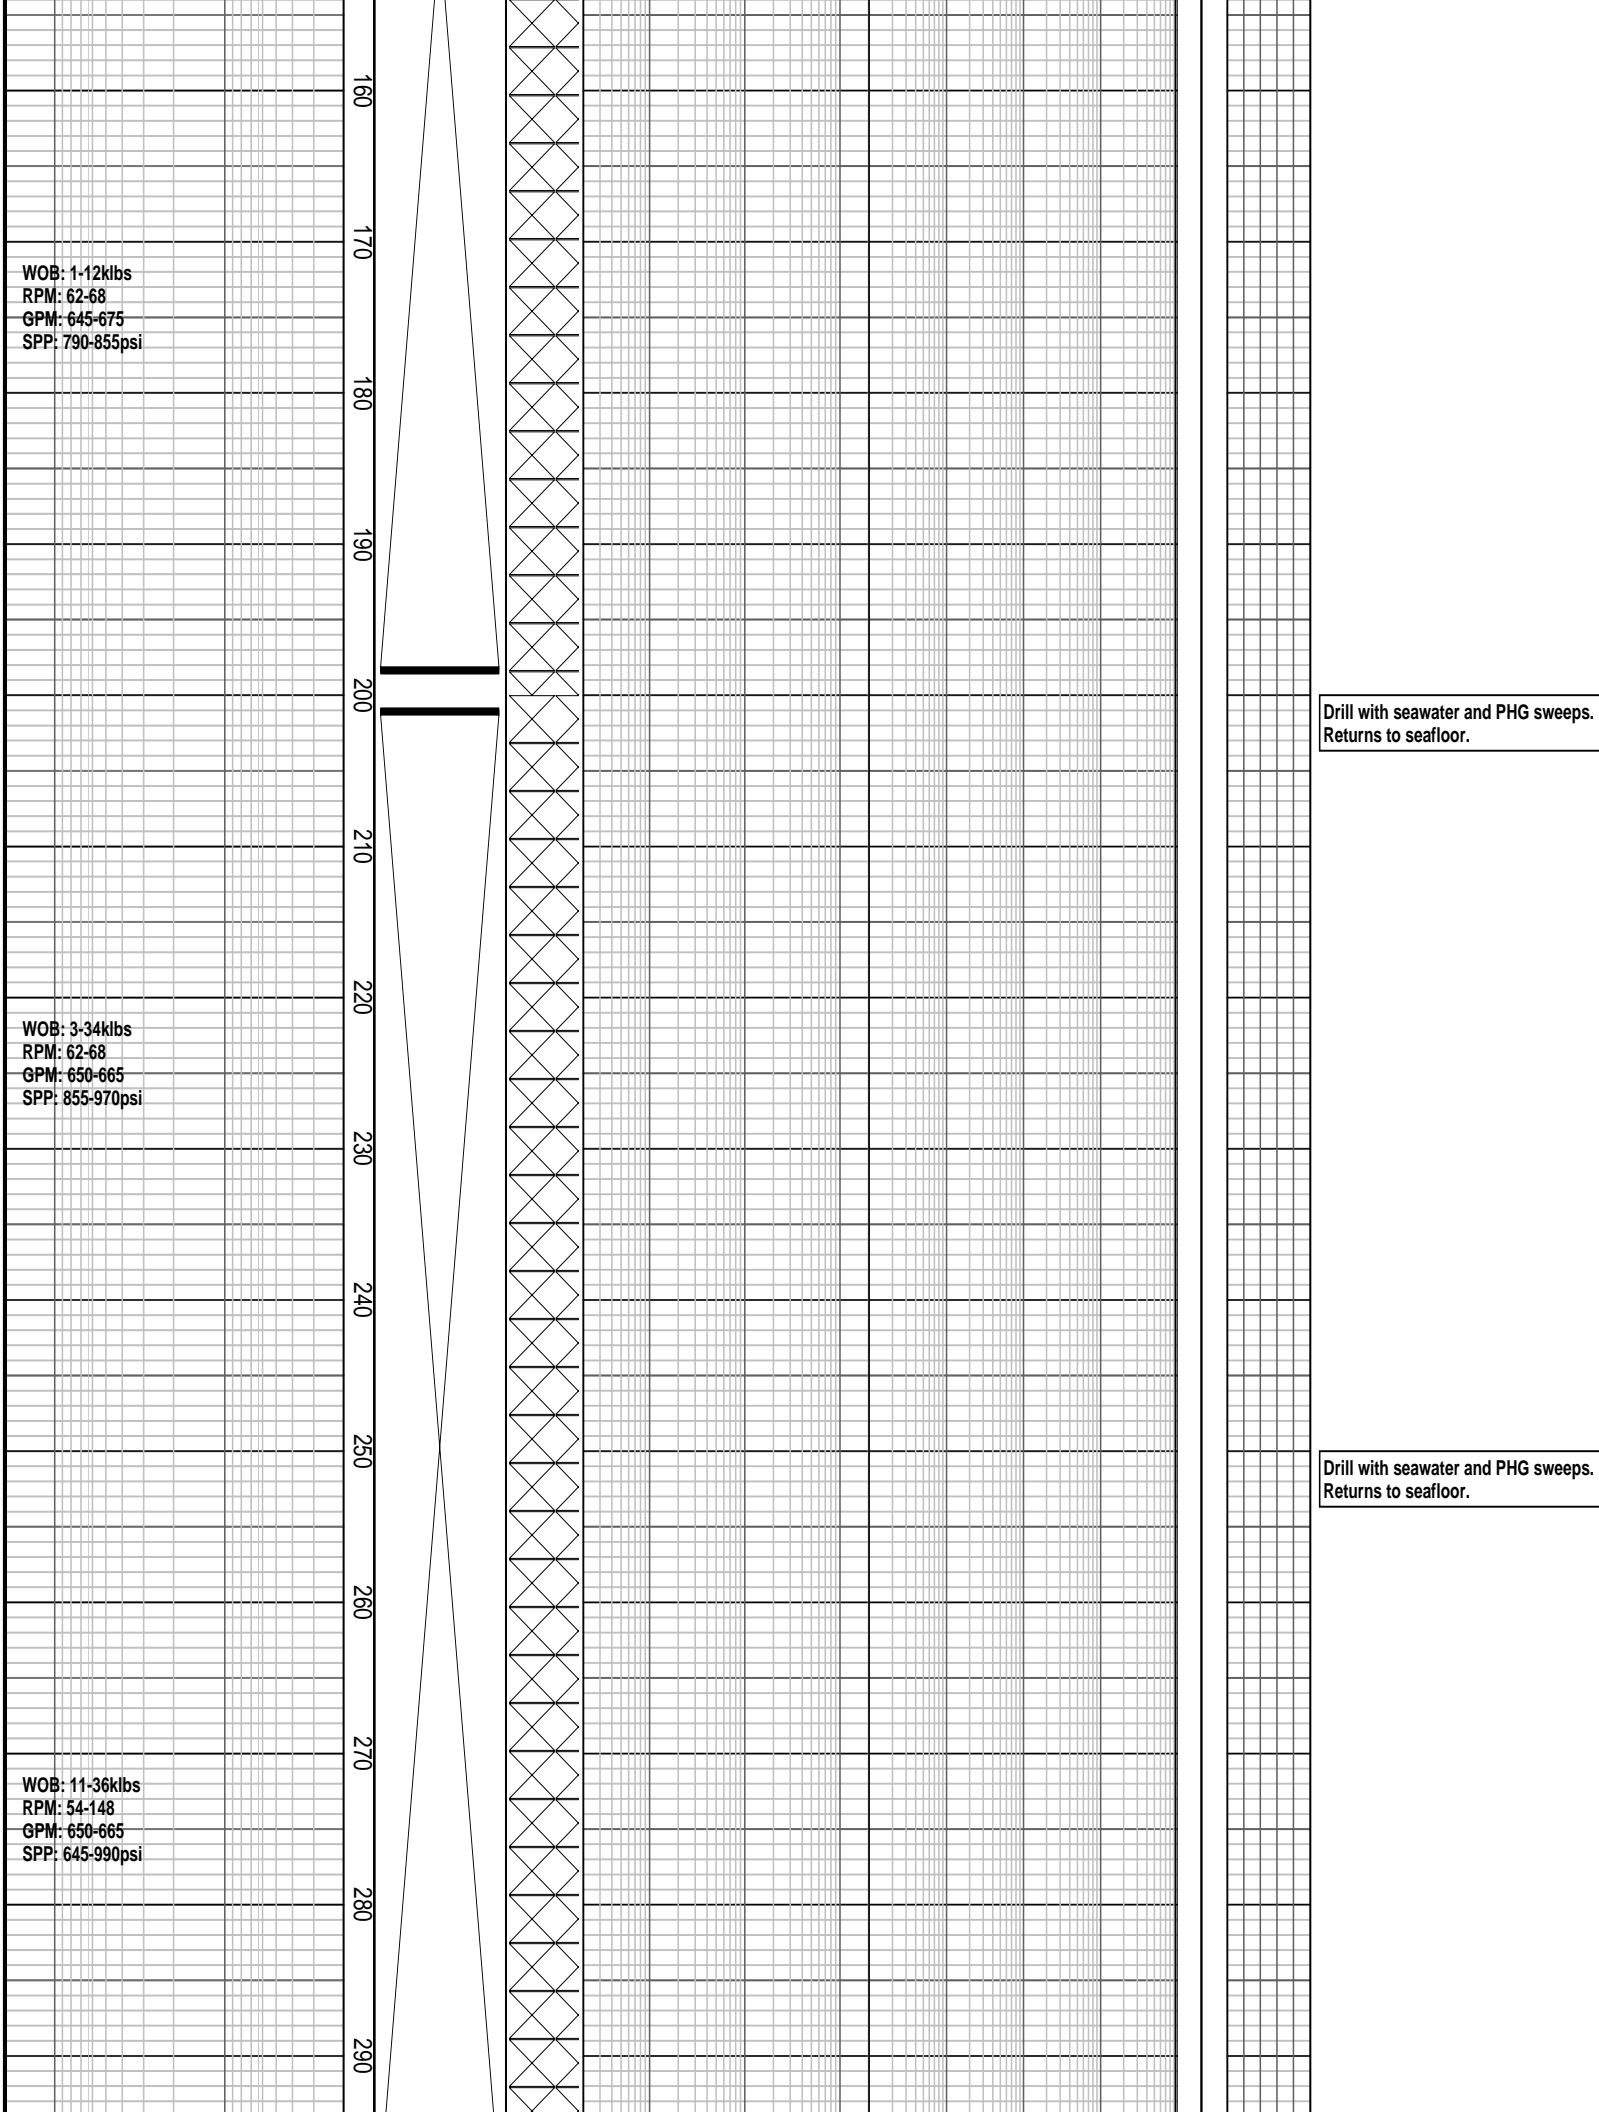 160
170
WOB: 1-12klbs
RPM: 62-68
GPM: 645-675
SPP: 790-855psi
180
190
200
Drill with seawater and PHG sweeps.
Returns to seafloor.
210
220
WOB: 3-34klbs
RPM: 62-68
GPM: 650-665
SPP: 855-970psi
230
240
250
Drill with seawater and PHG sweeps.
Returns to seafloor.
260
270
WOB: 11-36klbs
RPM: 54-148
GPM: 650-665
SPP: 645-990psi
280
290